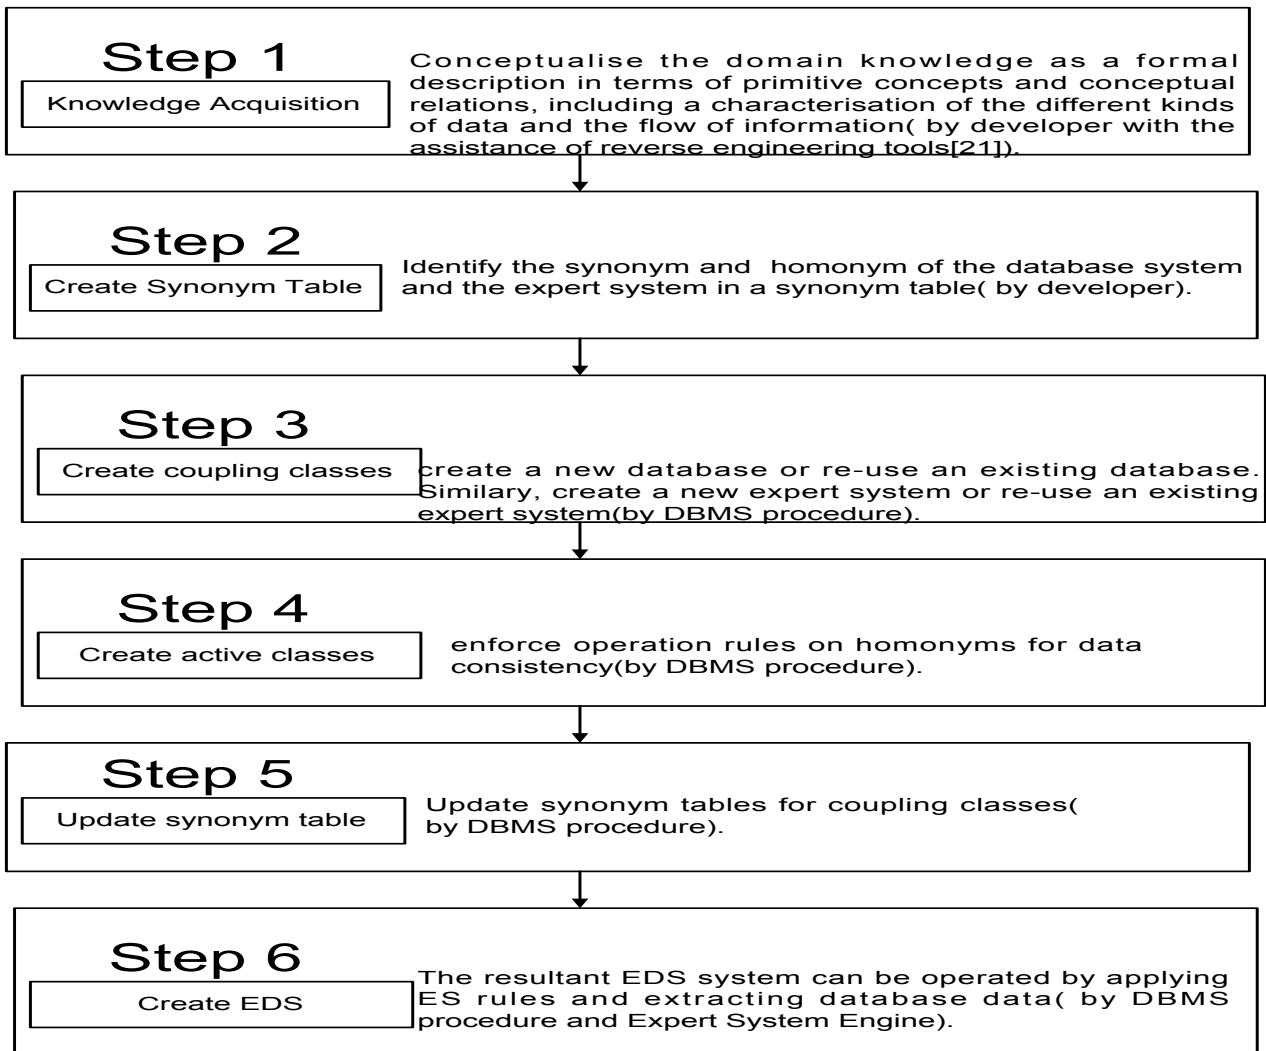 Step 1
Knowledge Acquisition
Conceptualise the domain knowledge as a formal
description in terms of primitive concepts and conceptual
relations, including a characterisation of the different kinds
of data and the flow of information( by developer with the
assistance of reverse engineering tools[21]).
Step 2
Create Synonym Table
Identify the synonym and homonym of the database system
and the expert system in a synonym table( by developer).
Step 3
Create coupling classes
create a new database or re-use an existing database.
Similary, create a new expert system or re-use an existing
expert system(by DBMS procedure).
Step 4
Create active classes
enforce operation rules on homonyms for data
consistency(by DBMS procedure).
Step 5
Update synonym table
Update synonym tables for coupling classes(
by DBMS procedure).
Step 6
Create EDS
The resultant EDS system can be operated by applying
ES rules and extracting database data( by DBMS
procedure and Expert System Engine).